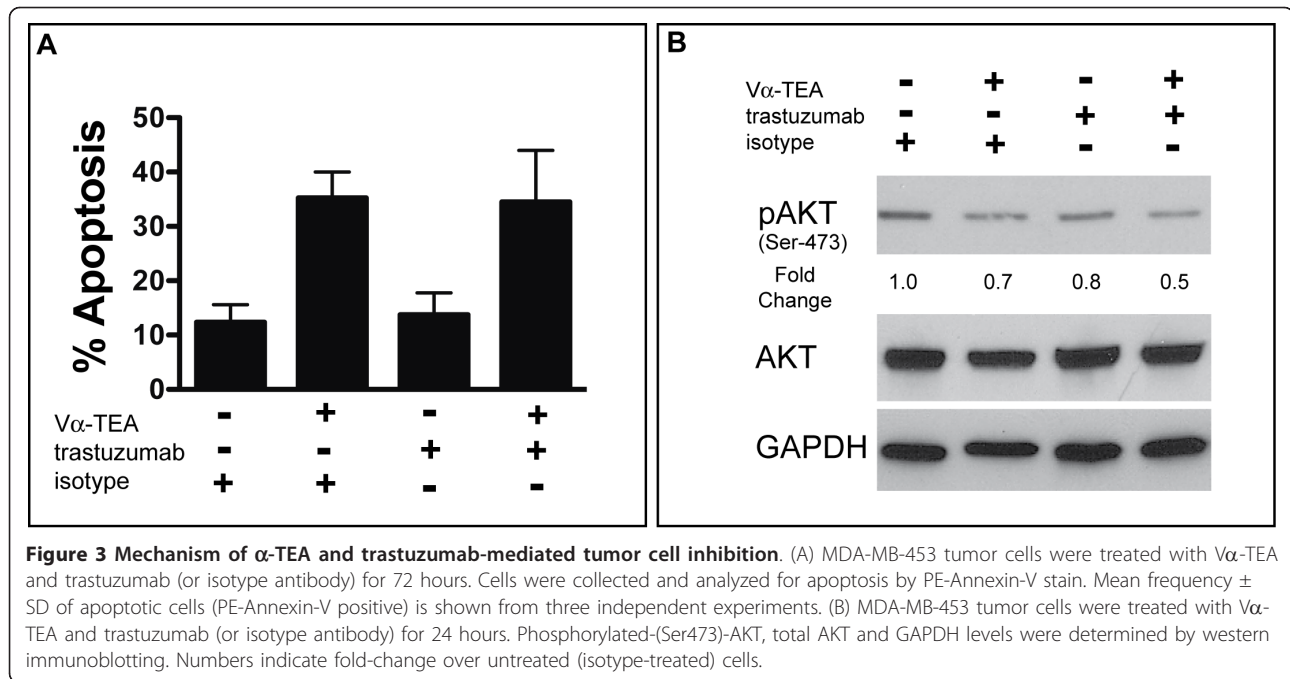 A
% Apoptosis
50
40
30
20
10
0
Vα-TEA - + - +
trastuzumab - - + +
isotype + + - -
B
Vα-TEA - + - +
trastuzumab - - + +
isotype + + - -
pAKT
(Ser-473)
Fold
Change 1.0 0.7 0.8 0.5
AKT
GAPDH
Figure 3 Mechanism of α-TEA and trastuzumab-mediated tumor cell inhibition. (A) MDA-MB-453 tumor cells were treated with Vα-TEA
and trastuzumab (or isotype antibody) for 72 hours. Cells were collected and analyzed for apoptosis by PE-Annexin-V stain. Mean frequency ±
SD of apoptotic cells (PE-Annexin-V positive) is shown from three independent experiments. (B) MDA-MB-453 tumor cells were treated with Vα-
TEA and trastuzumab (or isotype antibody) for 24 hours. Phosphorylated-(Ser473)-AKT, total AKT and GAPDH levels were determined by western
immunoblotting. Numbers indicate fold-change over untreated (isotype-treated) cells.